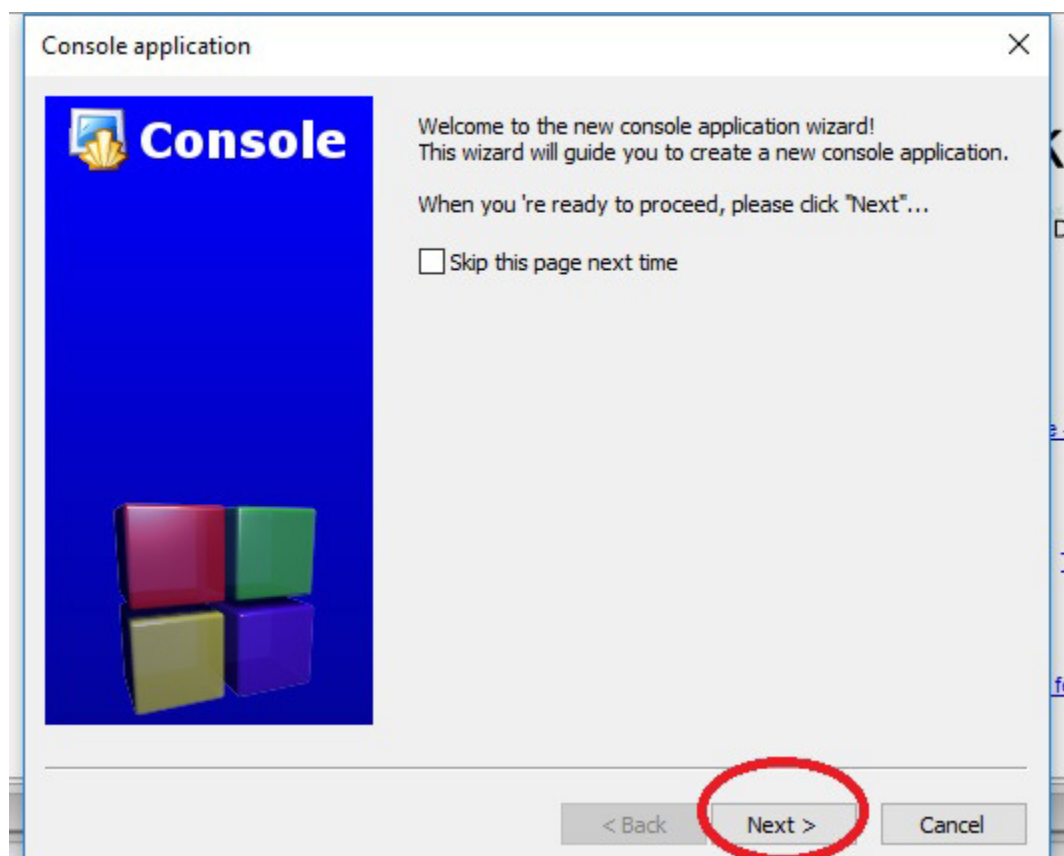 Console application
Console
Welcome to the new console application wizard!
This wizard will guide you to create a new console application.
When you 're ready to proceed, please click "Next"...
Skip this page next time
< Back
Next >
Cancel